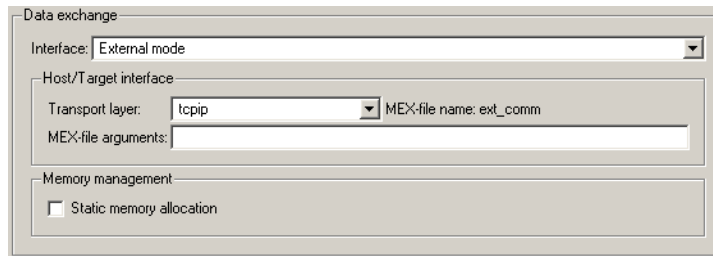 Data exchange
Interface: External mode
Host/Target interface
Transport layer: tcpip MEX-file name: ext_comm
MEX-file arguments:
Memory management
Static memory allocation